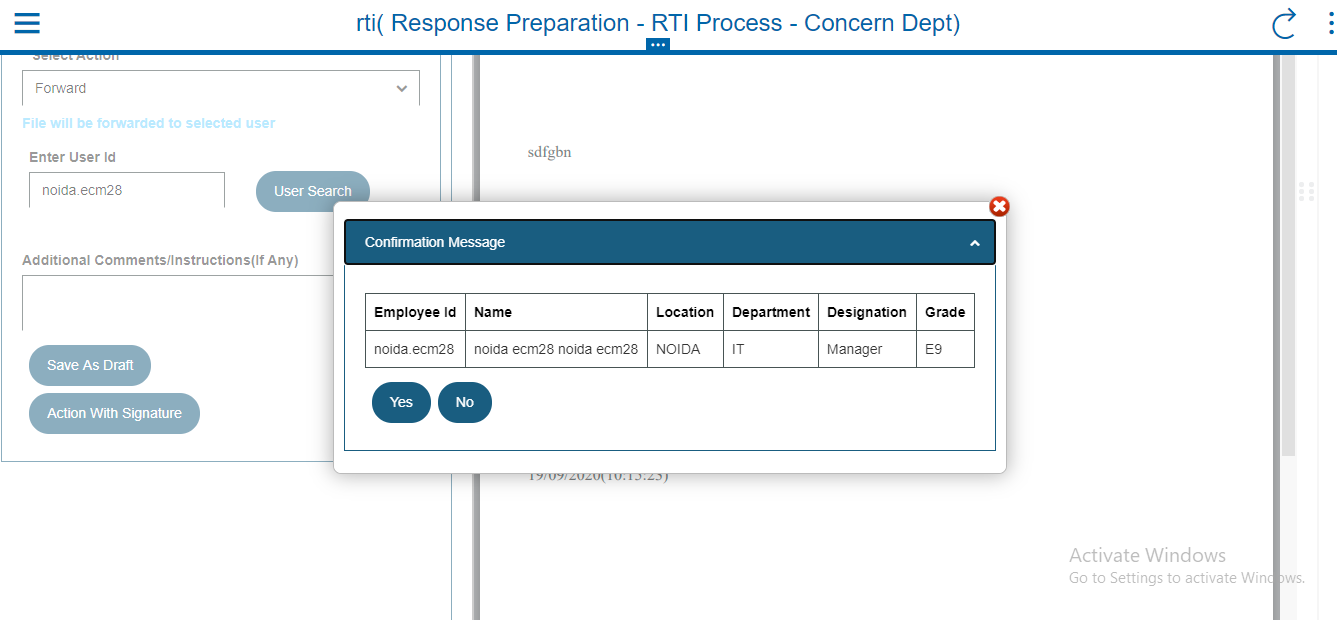 rti( Response Preparation - RTI Process - Concern Dept)
Select Action
Forward
File will be forwarded to selected user
Enter User Id
noida.ecm28
User Search
Additional Comments/Instructions(If Any)
Save As Draft
Action With Signature
sdfgbn
Confirmation Message
Employee Id Name Location Department Designation Grade
noida.ecm28 noida ecm28 noida ecm28 NOIDA IT Manager E9
Yes No
19/09/2020(10:15:23)
Activate Windows
Go to Settings to activate Windows.